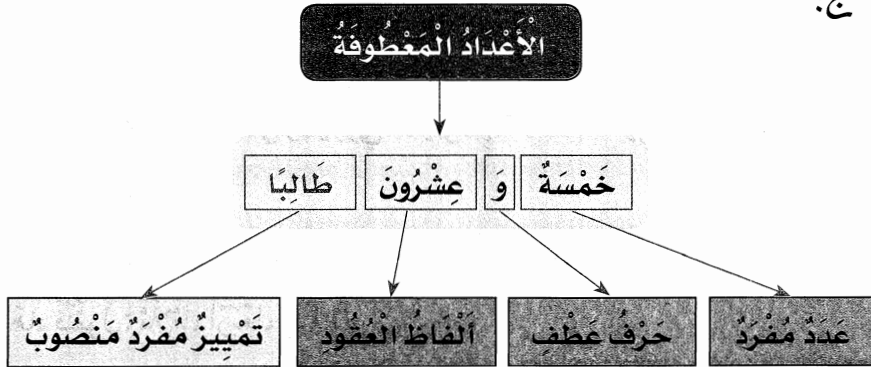 ج.
الْأَعْدَادُ الْمَعْطُوفَةُ
خَمْسَةٌ وَ عِشْرُونَ طَالِبًا
عَدَدٌ مُفْرَدٌ حَرْفُ عَطْفٍ اَلْفَاظُ الْعُقُودِ تَمْيِيزٌ مُفْرَدٌ مَنْصُوبٌ